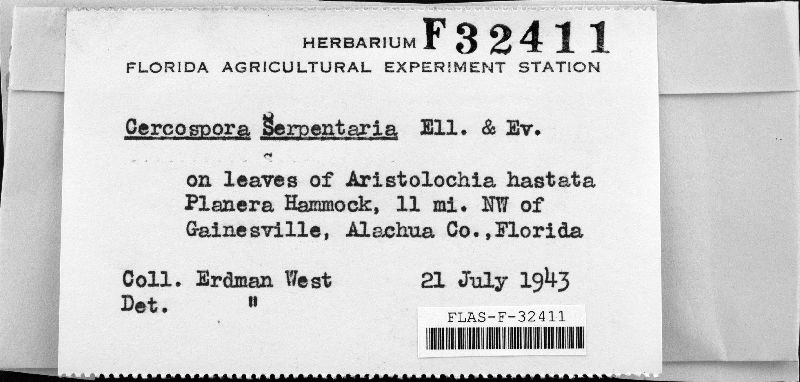 HERBARIUM F32411
FLORIDA AGRICULTURAL EXPERIMENT STATION
Cercospora Serpentaria Ell. & Ev.
on leaves of Aristolochia hastata
Planera Hammock, 11 mi. NW of
Gainesville, Alachua Co.,Florida
Coll. Erdman West 21 July 1943
Det. "
FLAS-F-32411